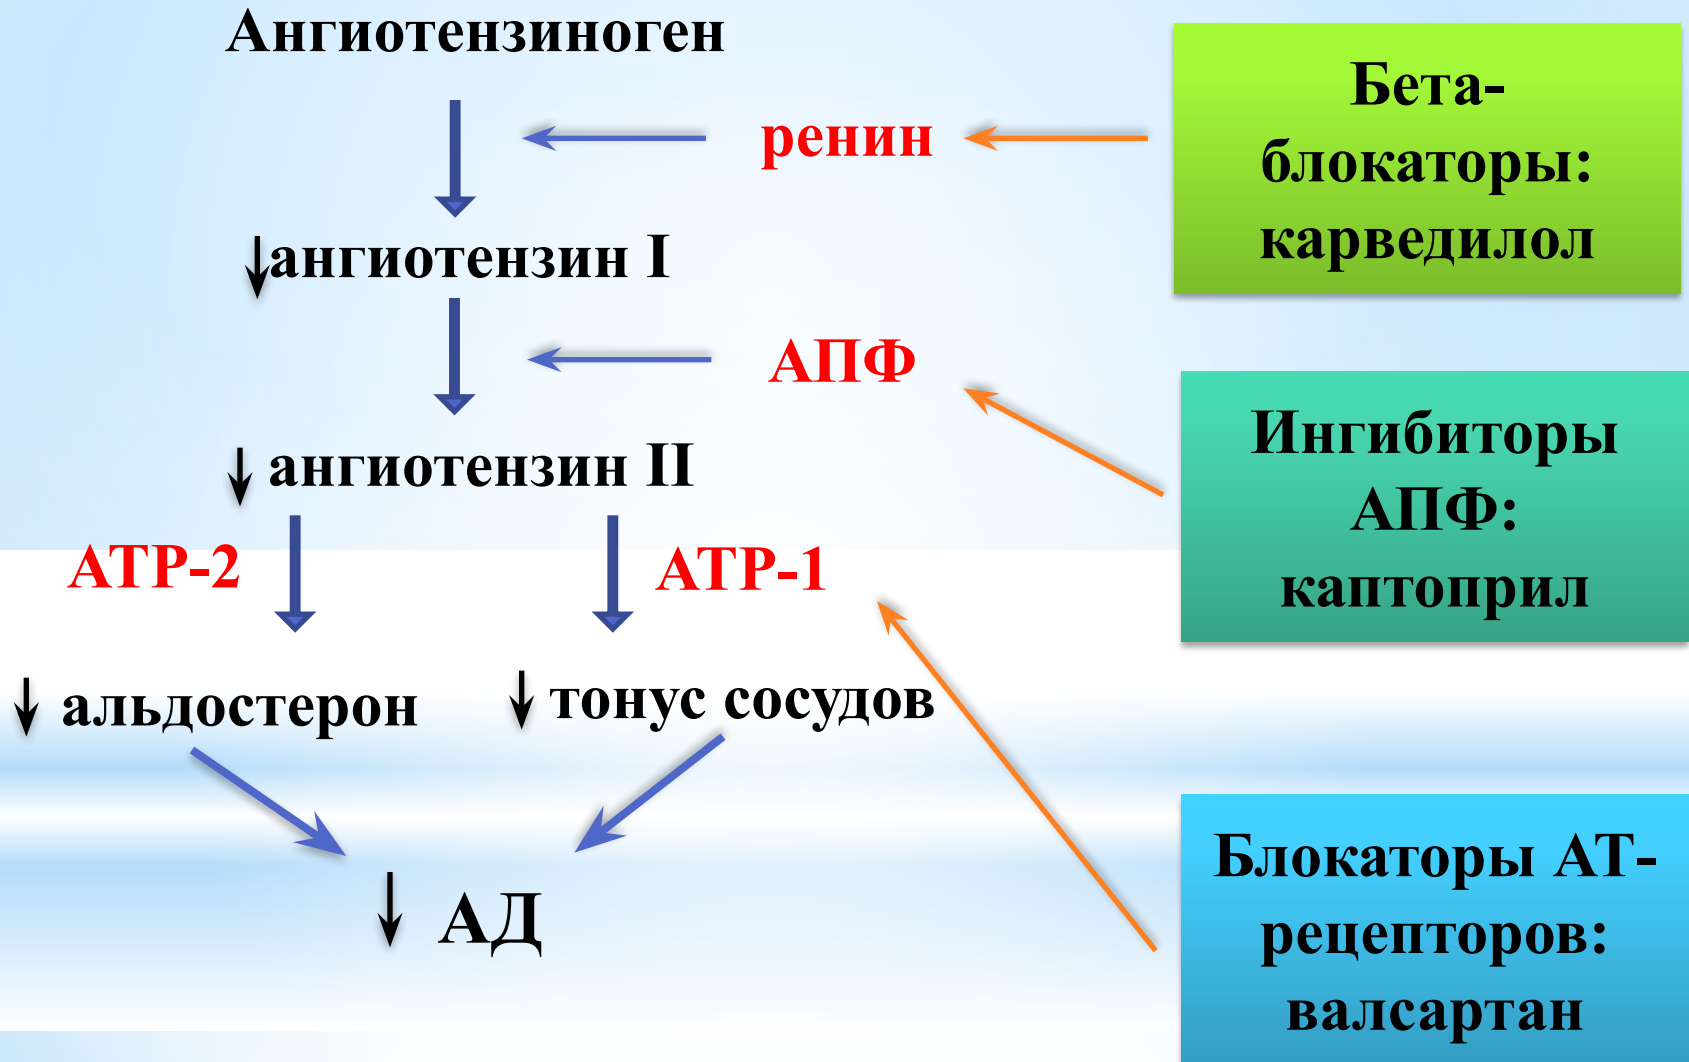 Ангиотензиноген
ренин
ангиотензин I
АПФ
ангиотензин II
АТР-2
АТР-1
альдостерон
тонус сосудов
АД
Бета-
блокаторы:
карведилол
Ингибиторы
АПФ:
каптоприл
Блокаторы АТ-
рецепторов:
валсартан